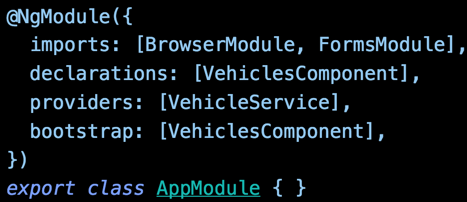 @NgModule({
  imports: [BrowserModule, FormsModule],
  declarations: [VehiclesComponent],
  providers: [VehicleService],
  bootstrap: [VehiclesComponent],
})
export class AppModule { }